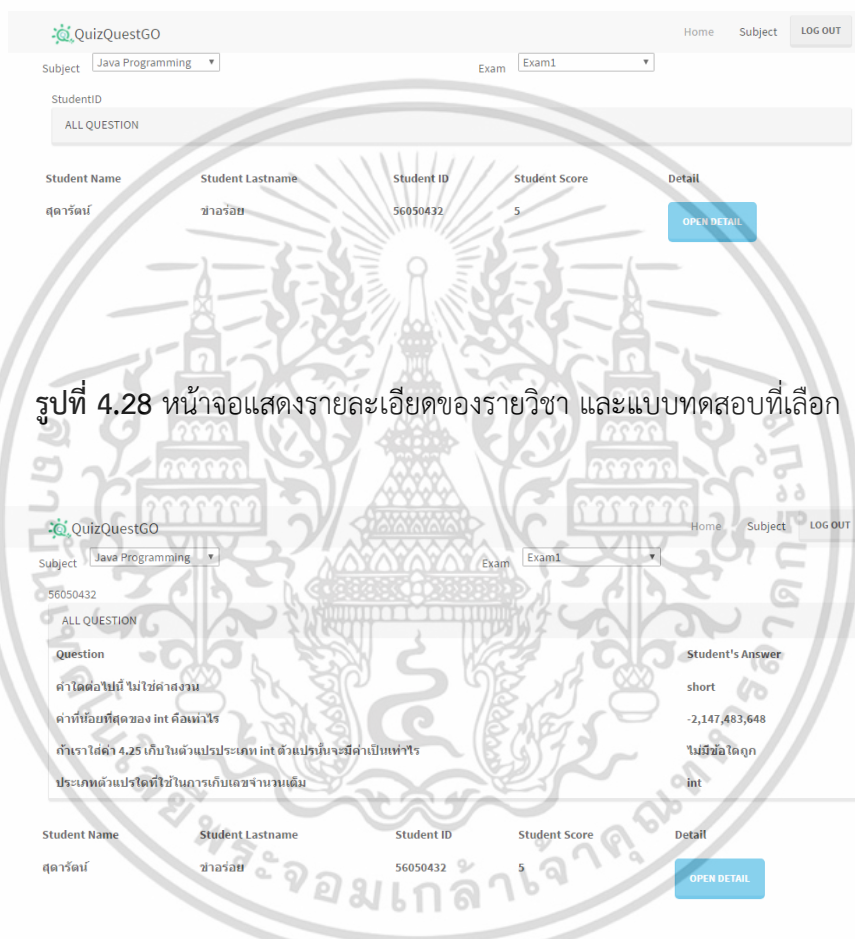 QuizQuestGO Home Subject LOG OUT
Subject Java Programming Exam Exam1
StudentID
ALL QUESTION
Student Name Student Lastname Student ID Student Score Detail
สุดารัตน์ ขำอร่อย 56050432 5 OPEN DETAIL
รูปที่ 4.28 หน้าจอแสดงรายละเอียดของรายวิชา และแบบทดสอบที่เลือก
QuizQuestGO Home Subject LOG OUT
Subject Java Programming Exam Exam1
56050432
ALL QUESTION
Question Student's Answer
คำใดต่อไปนี้ ไม่ใช่คำสงวน short
ค่าที่น้อยที่สุดของ int คือเท่าไร -2,147,483,648
ถ้าเราใส่ค่า 4.25 เก็บในตัวแปรประเภท int ตัวแปรนั้นจะมีค่าเป็นเท่าไร ไม่มีข้อใดถูก
ประเภทตัวแปรใดที่ใช้ในการเก็บเลขจำนวนเต็ม int
Student Name Student Lastname Student ID Student Score Detail
สุดารัตน์ ขำอร่อย 56050432 5 OPEN DETAIL